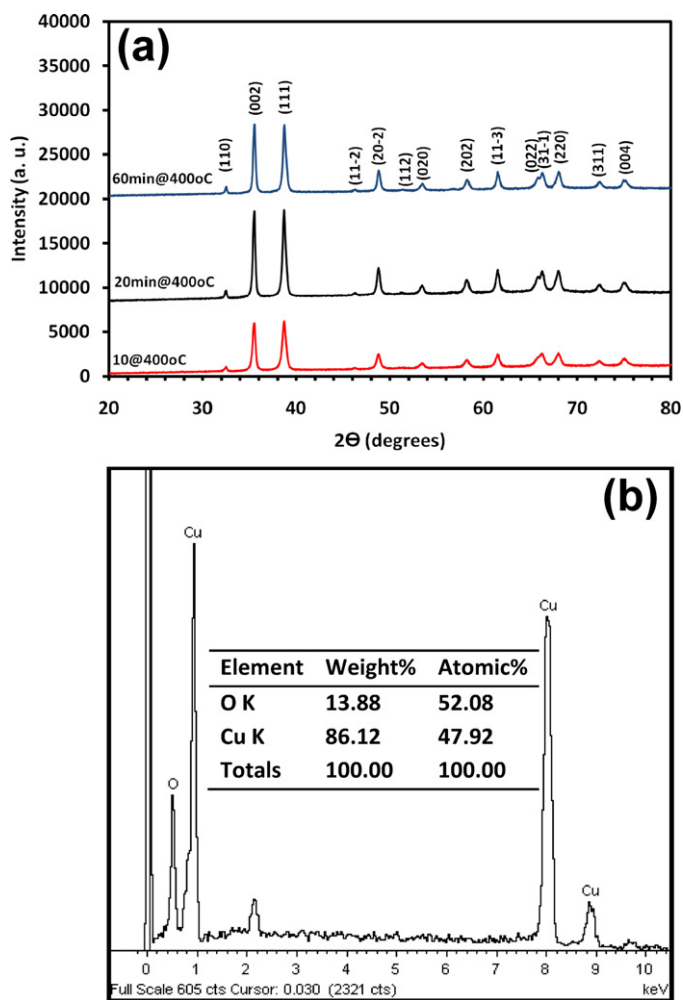 (a)
40000
35000
30000
25000
20000
15000
10000
5000
0
Intensity (a. u.)
(110)
(002)
(111)
(11-2)
(20-2)
(112)
(020)
(202)
(11-3)
(022)
(31-1)
(220)
(311)
(004)
60min@400oC
20min@400oC
10@400oC
20 30 40 50 60 70 80
2Θ (degrees)
(b)
Cu
O
Cu
Cu
Element Weight% Atomic%
O K 13.88 52.08
Cu K 86.12 47.92
Totals 100.00 100.00
0 1 2 3 4 5 6 7 8 9 10
Full Scale 605 cts Cursor: 0.030 (2321 cts) keV